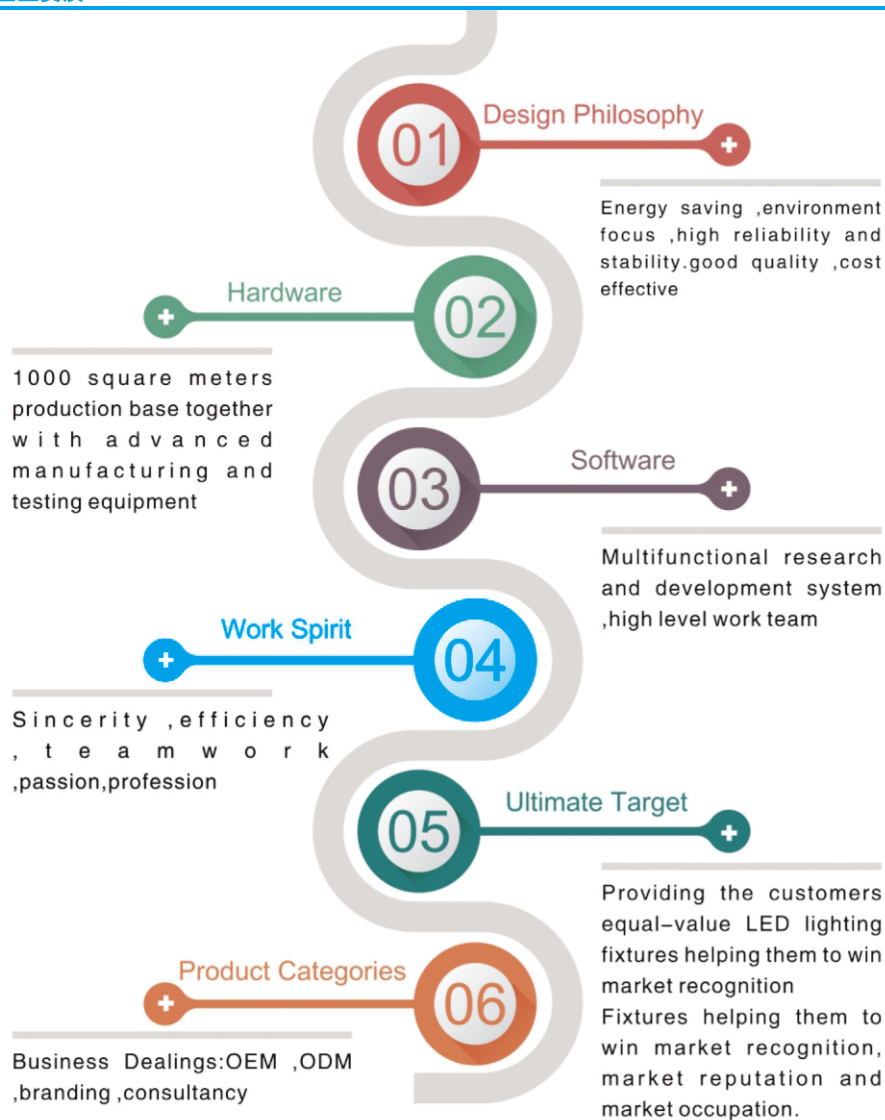 01
Design Philosophy
Energy saving ,environment
focus ,high reliability and
stability.good quality ,cost
effective
Hardware
02
1000 square meters
production base together
with advanced
manufacturing and
testing equipment
03
Software
Multifunctional research
and development system
,high level work team
Work Spirit
04
Sincerity ,efficiency
, teamwork
,passion,profession
05
Ultimate Target
Providing the customers
equal-value LED lighting
fixtures helping them to win
market recognition
Fixtures helping them to
win market recognition,
market reputation and
market occupation.
Product Categories
06
Business Dealings:OEM ,ODM
,branding ,consultancy